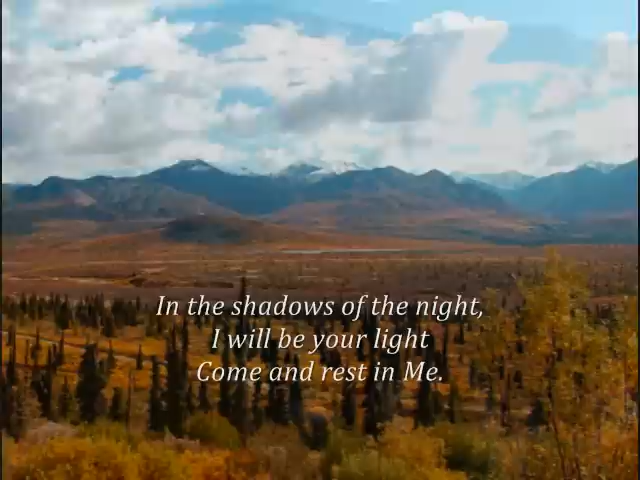 In the shadows of the night,
I will be your light
Come and rest in Me.